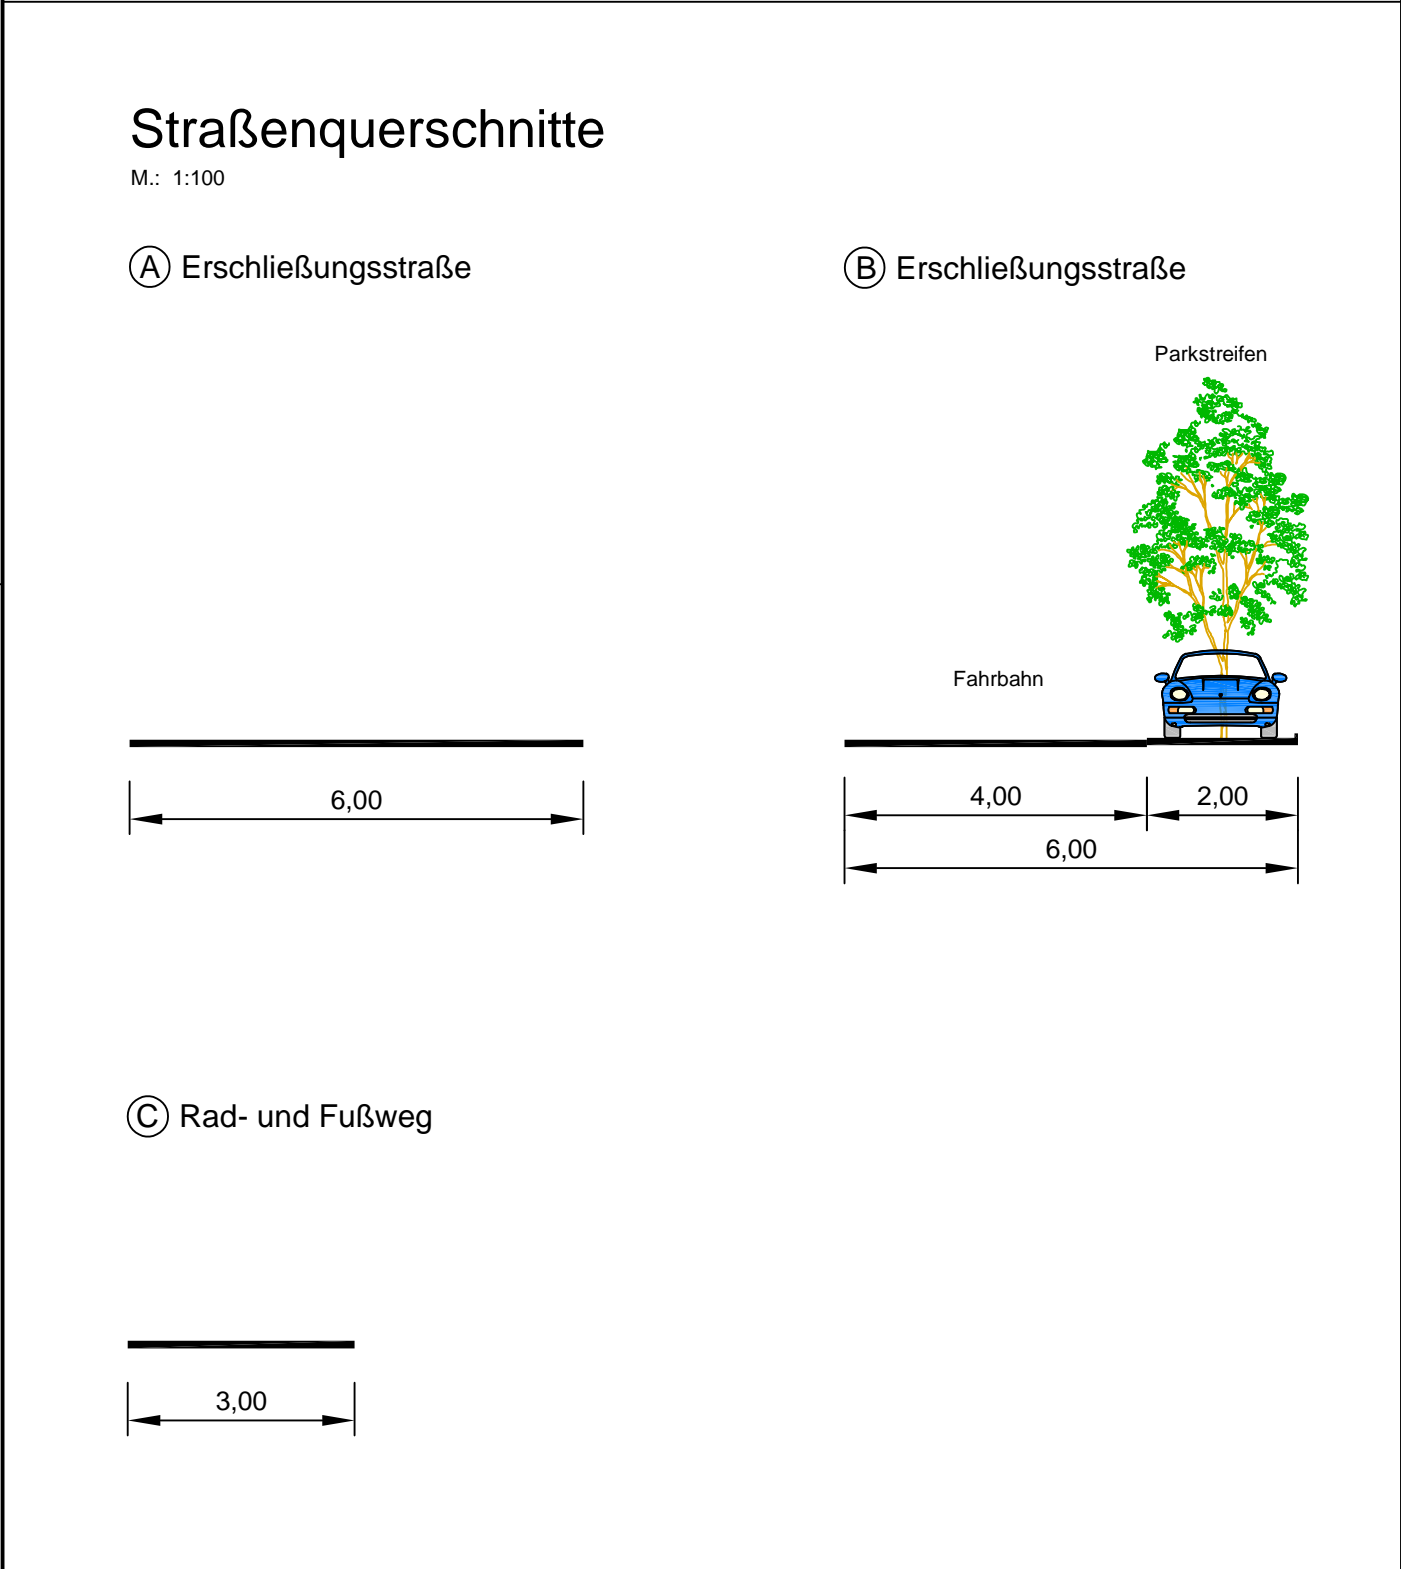 Straßenquerschnitte
M.: 1:100
A Erschließungsstraße
6,00
B Erschließungsstraße
Parkstreifen
Fahrbahn
4,00 2,00
6,00
C Rad- und Fußweg
3,00